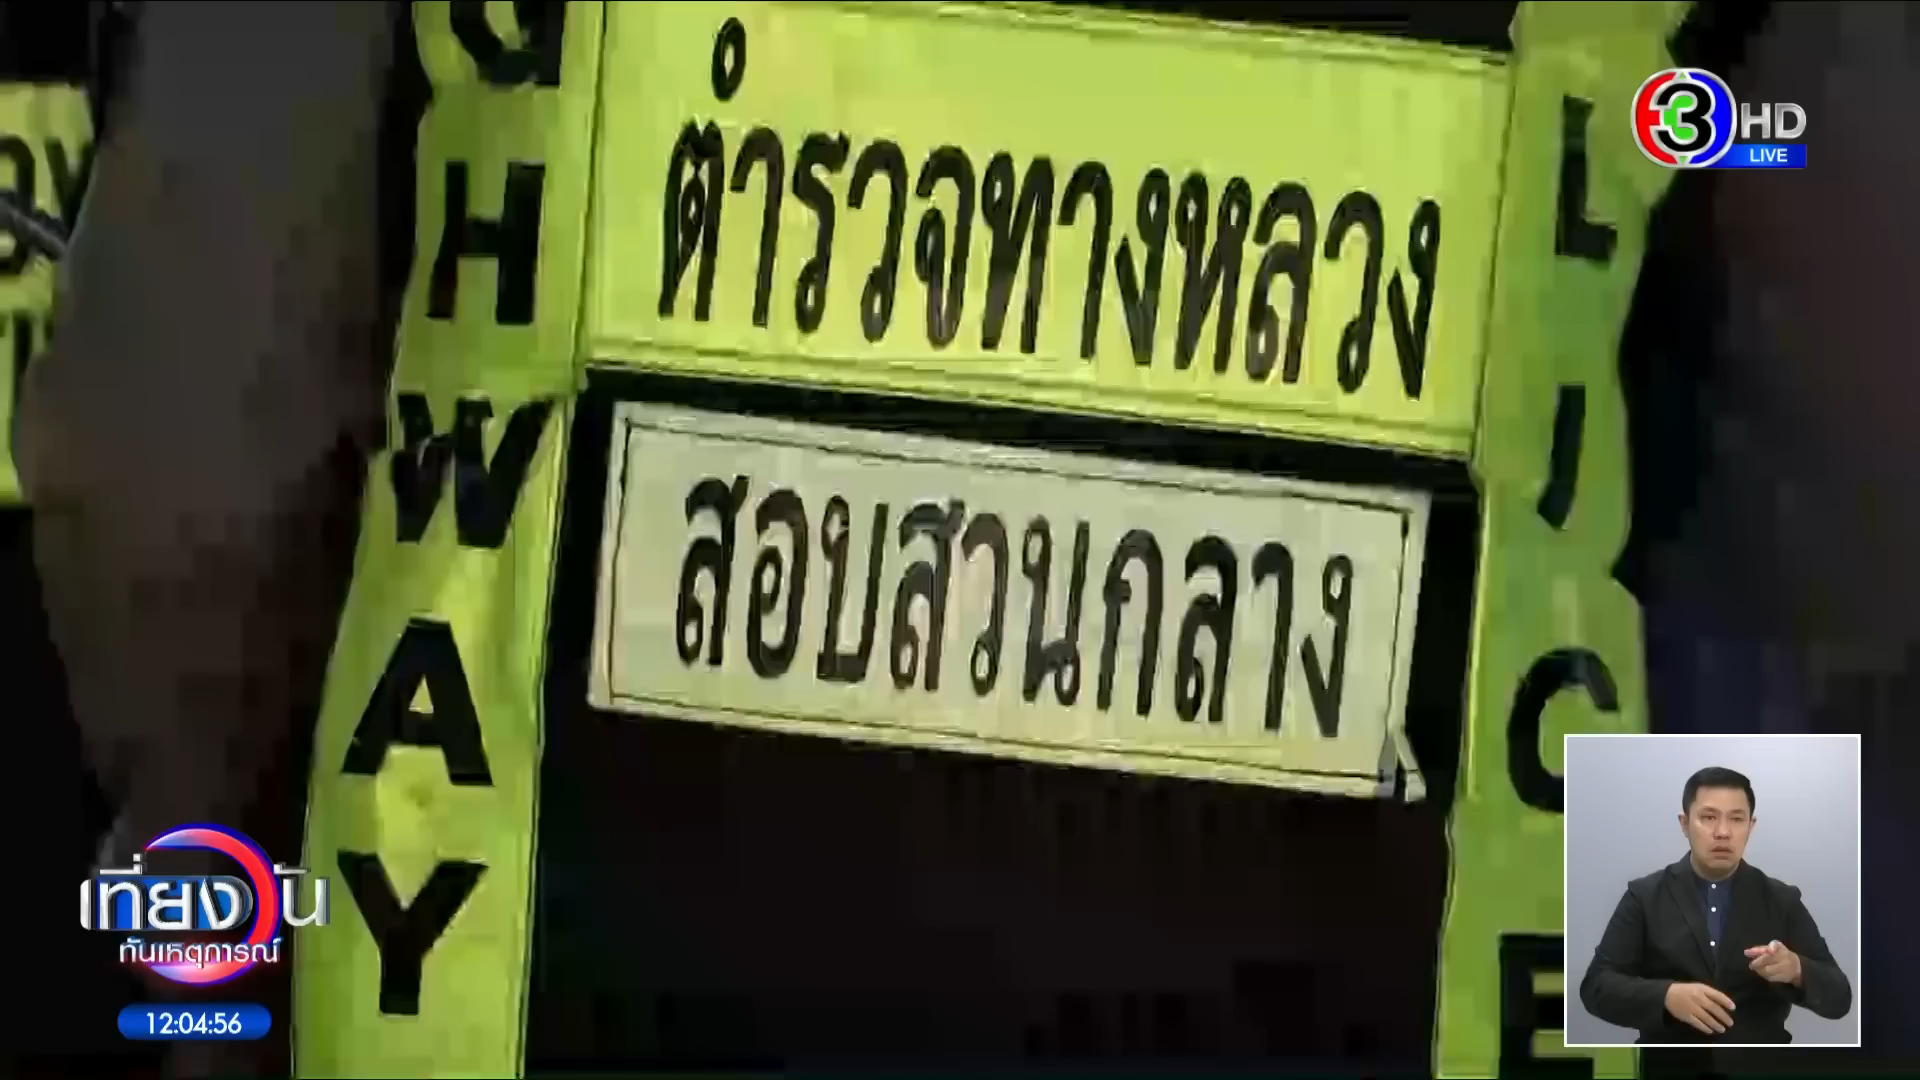 ตำรวจทางหลวง
สอบสวนกลาง
HWAY
LICE
3 HD
LIVE
เที่ยงวัน
ทันเหตุการณ์
12:04:56